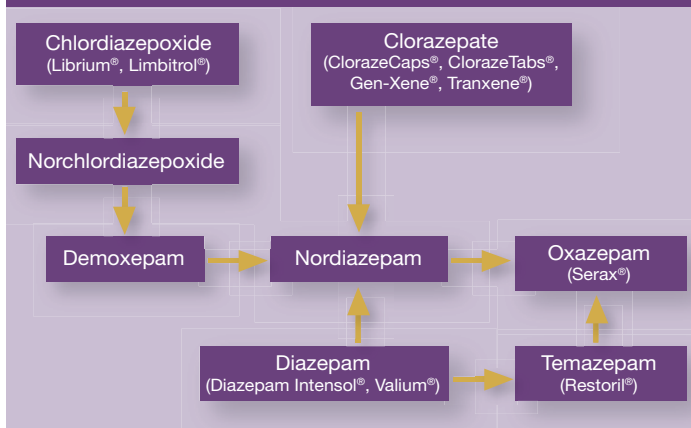 Chlordiazepoxide
(Librium®, Limbitrol®)
Clorazepate
(ClorazeCaps®, ClorazeTabs®,
Gen-Xene®, Tranxene®)
Norchlordiazepoxide
Demoxepam
Nordiazepam
Oxazepam
(Serax®)
Diazepam
(Diazepam Intensol®, Valium®)
Temazepam
(Restoril®)